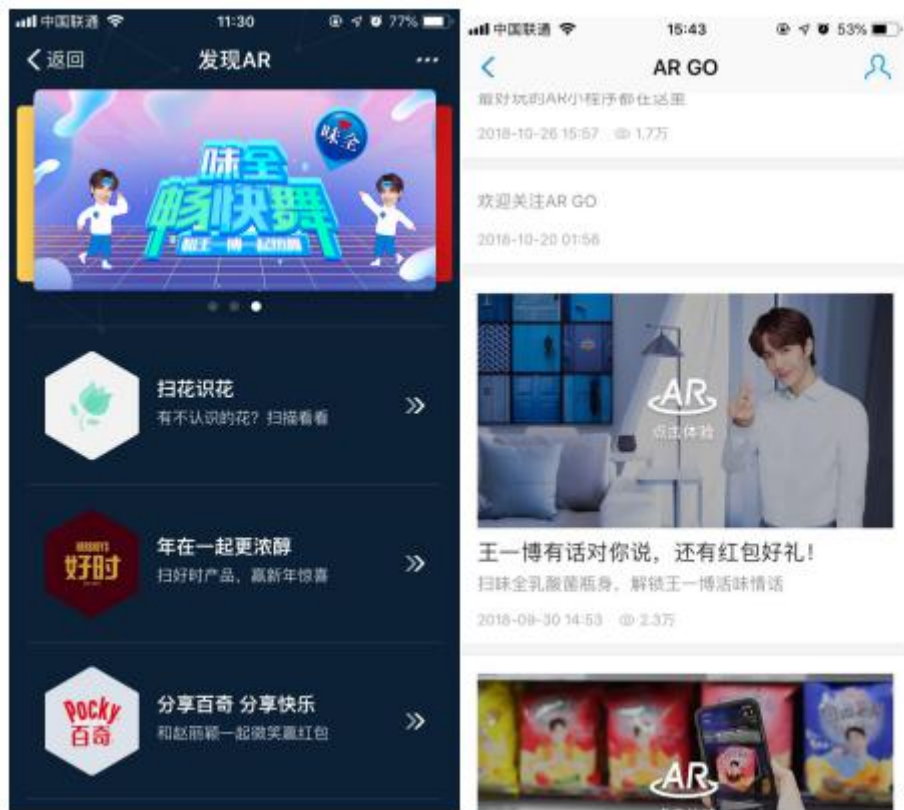 中国联通
11:30
77%
返回
发现AR
味全
味全
畅快舞
扫花识花
有不认识的花？扫描看看
HERSHEY'S
好时
年在一起更浓醇
扫好时产品，赢新年惊喜
Pocky
百奇
分享百奇 分享快乐
和赵丽颖一起微笑赢红包
中国联通
15:43
53%
AR GO
最好玩的AR小程序都在这里
2018-10-26 15:57 1.7万
欢迎关注AR GO
2018-10-20 01:56
AR
点击体验
王一博有话对你说，还有红包好礼！
扫味全乳酸菌瓶身，解锁王一博活味情话
2018-09-30 14:53 2.3万
AR